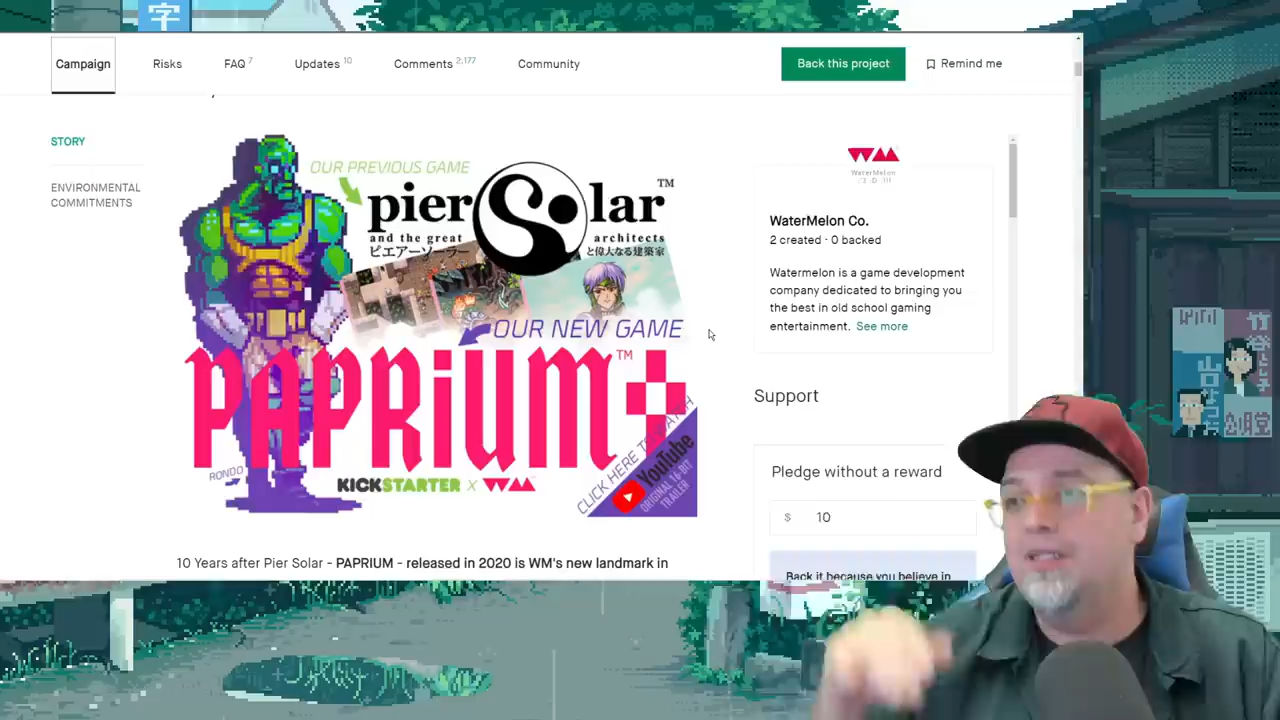 字
Campaign
Risks
FAQ 7
Updates 10
Comments 2,177
Community
Back this project
Remind me
STORY
ENVIRONMENTAL
COMMITMENTS
OUR PREVIOUS GAME
pier Solar™
and the great architects
ピエアーソーラー と偉大なる建築家
OUR NEW GAME
PAPRIUM™
RONDO
KICKSTARTER x WM
CLICK HERE TO WATCH
YouTube
ORIGINAL 16-BIT
TRAILER
10 Years after Pier Solar - PAPRIUM - released in 2020 is WM's new landmark in
WM
WaterMelon
WaterMelon Co.
2 created · 0 backed
Watermelon is a game development
company dedicated to bringing you
the best in old school gaming
entertainment. See more
Support
Pledge without a reward
$ 10
Back it because you believe in